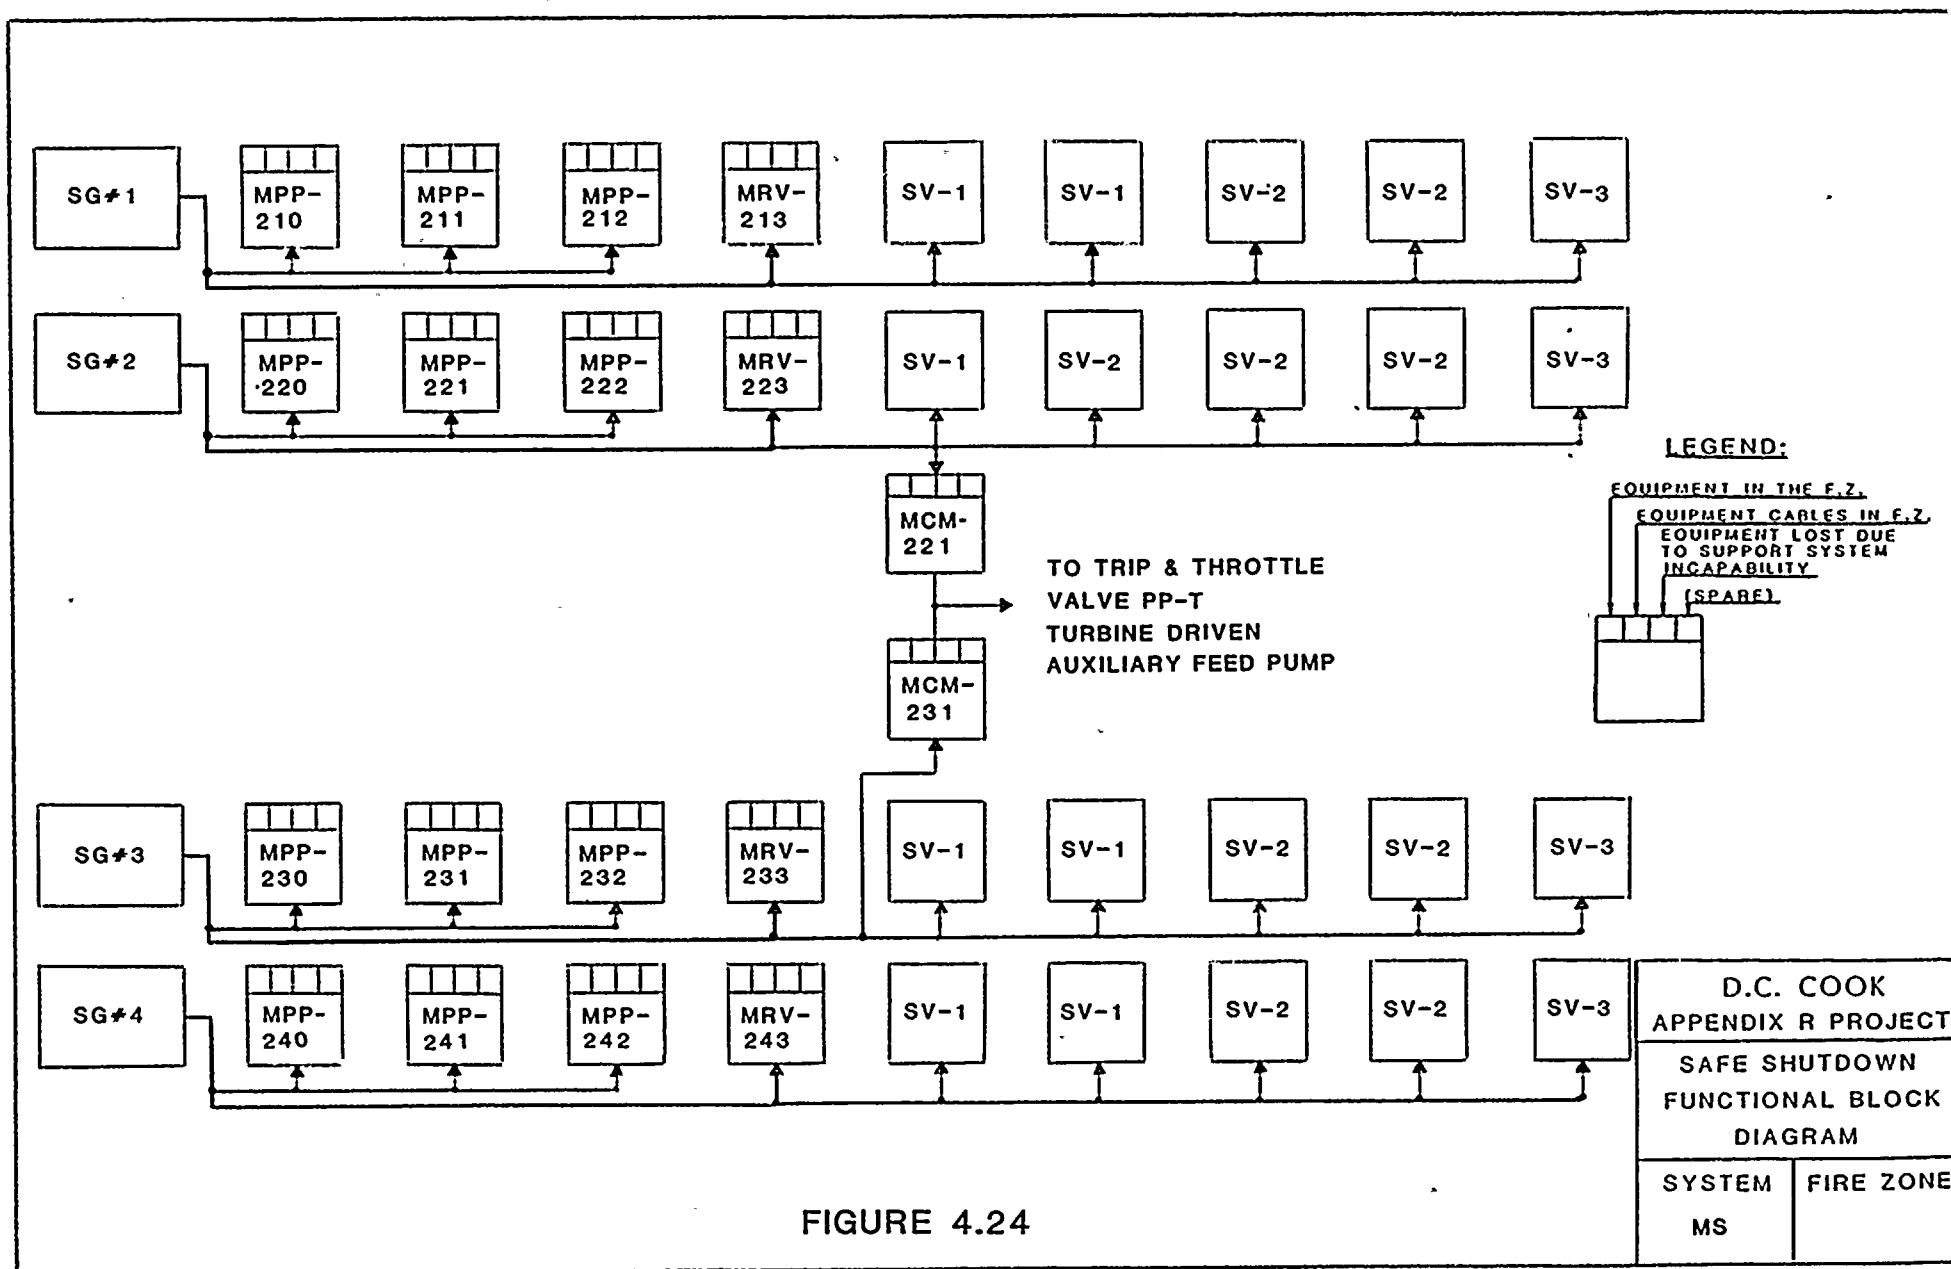 SG#1
MPP-
210
MPP-
211
MPP-
212
MRV-
213
SV-1
SV-1
SV-2
SV-2
SV-3
SG#2
MPP-
220
MPP-
221
MPP-
222
MRV-
223
SV-1
SV-2
SV-2
SV-2
SV-3
LEGEND:
EQUIPMENT IN THE F.Z.
EQUIPMENT CABLES IN F.Z.
EQUIPMENT LOST DUE
TO SUPPORT SYSTEM
INCAPABILITY
(SPARE)
MCM-
221
TO TRIP & THROTTLE
VALVE PP-T
TURBINE DRIVEN
AUXILIARY FEED PUMP
MCM-
231
SG#3
MPP-
230
MPP-
231
MPP-
232
MRV-
233
SV-1
SV-1
SV-2
SV-2
SV-3
SG#4
MPP-
240
MPP-
241
MPP-
242
MRV-
243
SV-1
SV-1
SV-2
SV-2
SV-3
D.C. COOK
APPENDIX R PROJECT
SAFE SHUTDOWN
FUNCTIONAL BLOCK
DIAGRAM
SYSTEM
MS
FIRE ZONE
FIGURE 4.24